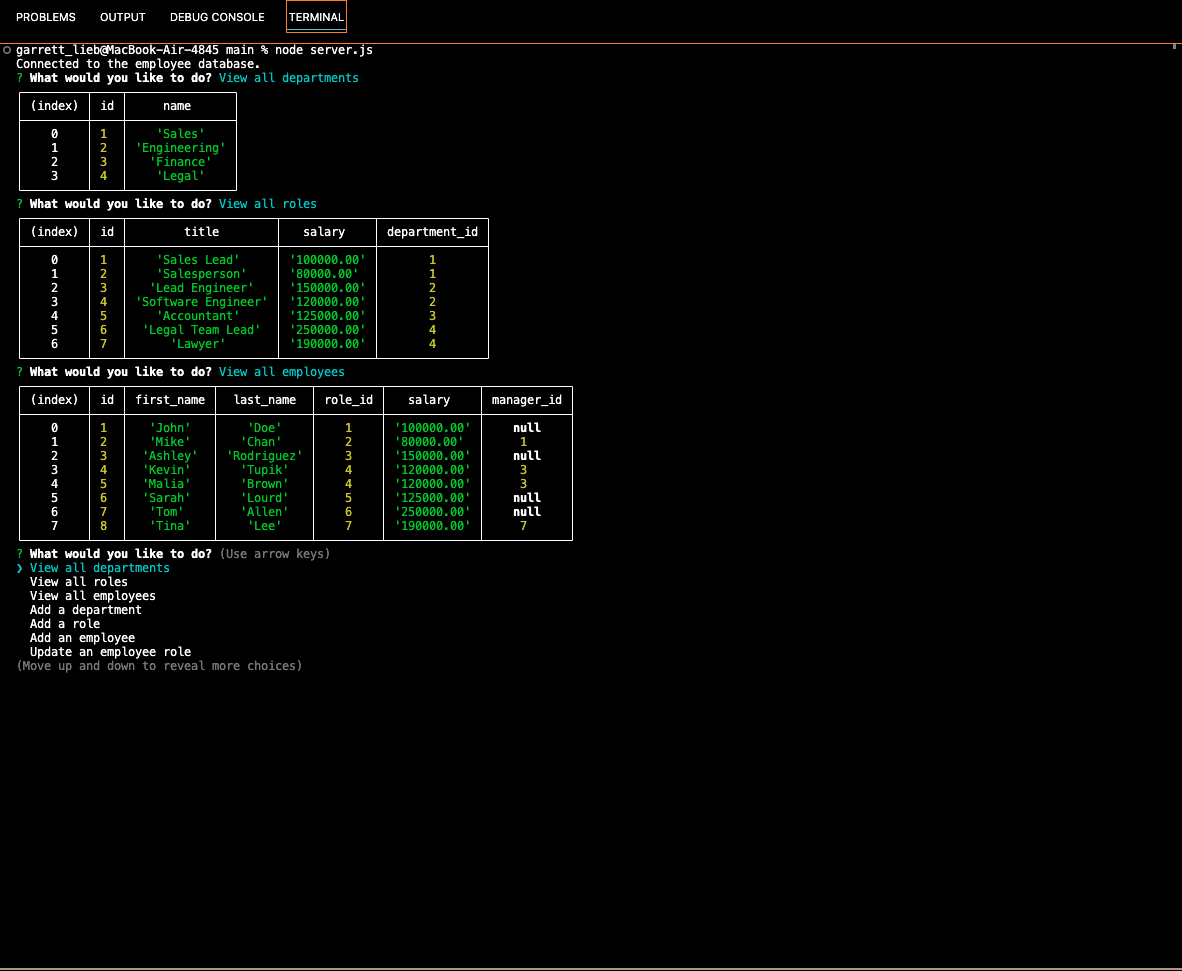 PROBLEMS OUTPUT DEBUG CONSOLE TERMINAL
garrett_lieb@MacBook-Air-4845 main % node server.js
Connected to the employee database.
? What would you like to do? View all departments
(index) id name
0 1 'Sales'
1 2 'Engineering'
2 3 'Finance'
3 4 'Legal'
? What would you like to do? View all roles
(index) id title salary department_id
0 1 'Sales Lead' '100000.00' 1
1 2 'Salesperson' '80000.00' 1
2 3 'Lead Engineer' '150000.00' 2
3 4 'Software Engineer' '120000.00' 2
4 5 'Accountant' '125000.00' 3
5 6 'Legal Team Lead' '250000.00' 4
6 7 'Lawyer' '190000.00' 4
? What would you like to do? View all employees
(index) id first_name last_name role_id salary manager_id
0 1 'John' 'Doe' 1 '100000.00' null
1 2 'Mike' 'Chan' 2 '80000.00' 1
2 3 'Ashley' 'Rodriguez' 3 '150000.00' null
3 4 'Kevin' 'Tupik' 4 '120000.00' 3
4 5 'Malia' 'Brown' 4 '120000.00' 3
5 6 'Sarah' 'Lourd' 5 '125000.00' null
6 7 'Tom' 'Allen' 6 '250000.00' null
7 8 'Tina' 'Lee' 7 '190000.00' 7
? What would you like to do? (Use arrow keys)
❯ View all departments
View all roles
View all employees
Add a department
Add a role
Add an employee
Update an employee role
(Move up and down to reveal more choices)